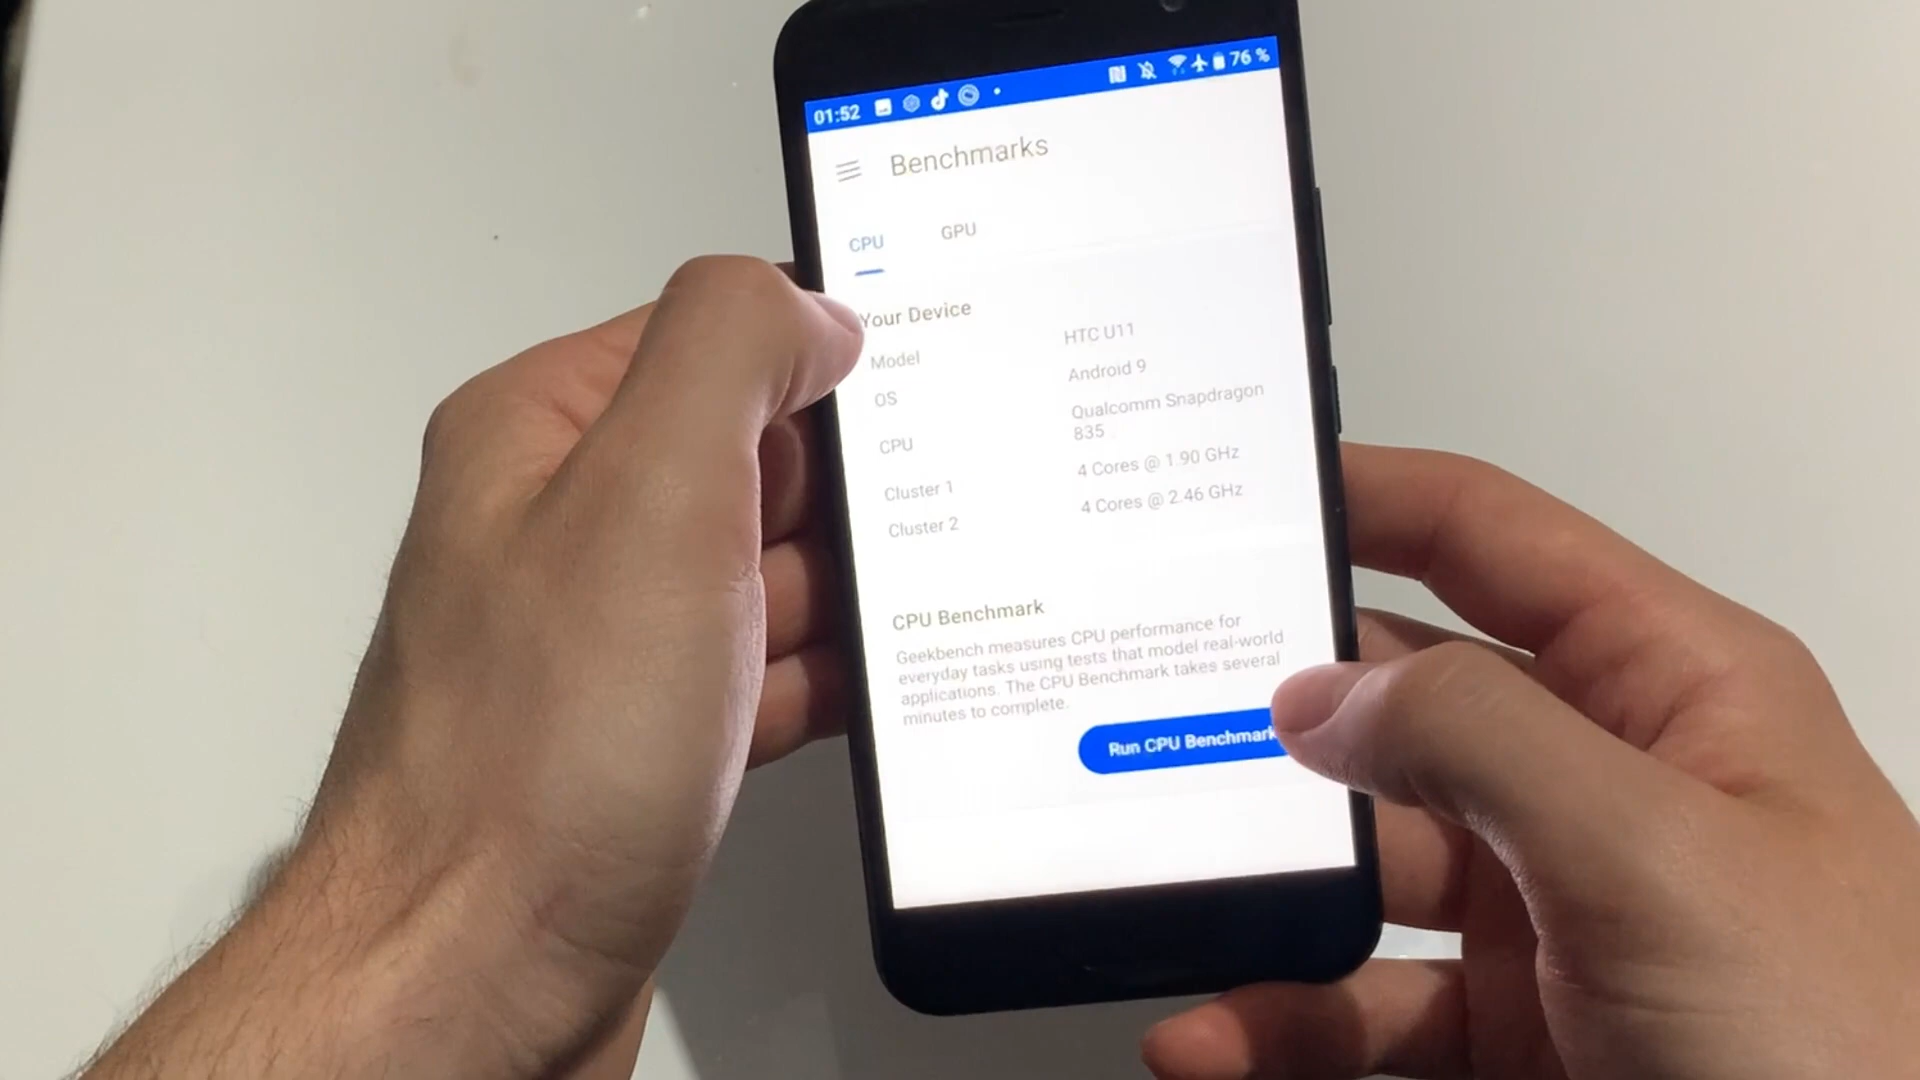 01:52
76 %
Benchmarks
CPU GPU
Your Device
Model HTC U11
OS Android 9
CPU Qualcomm Snapdragon
835
Cluster 1 4 Cores @ 1.90 GHz
Cluster 2 4 Cores @ 2.46 GHz
CPU Benchmark
Geekbench measures CPU performance for
everyday tasks using tests that model real-world
applications. The CPU Benchmark takes several
minutes to complete.
Run CPU Benchmark